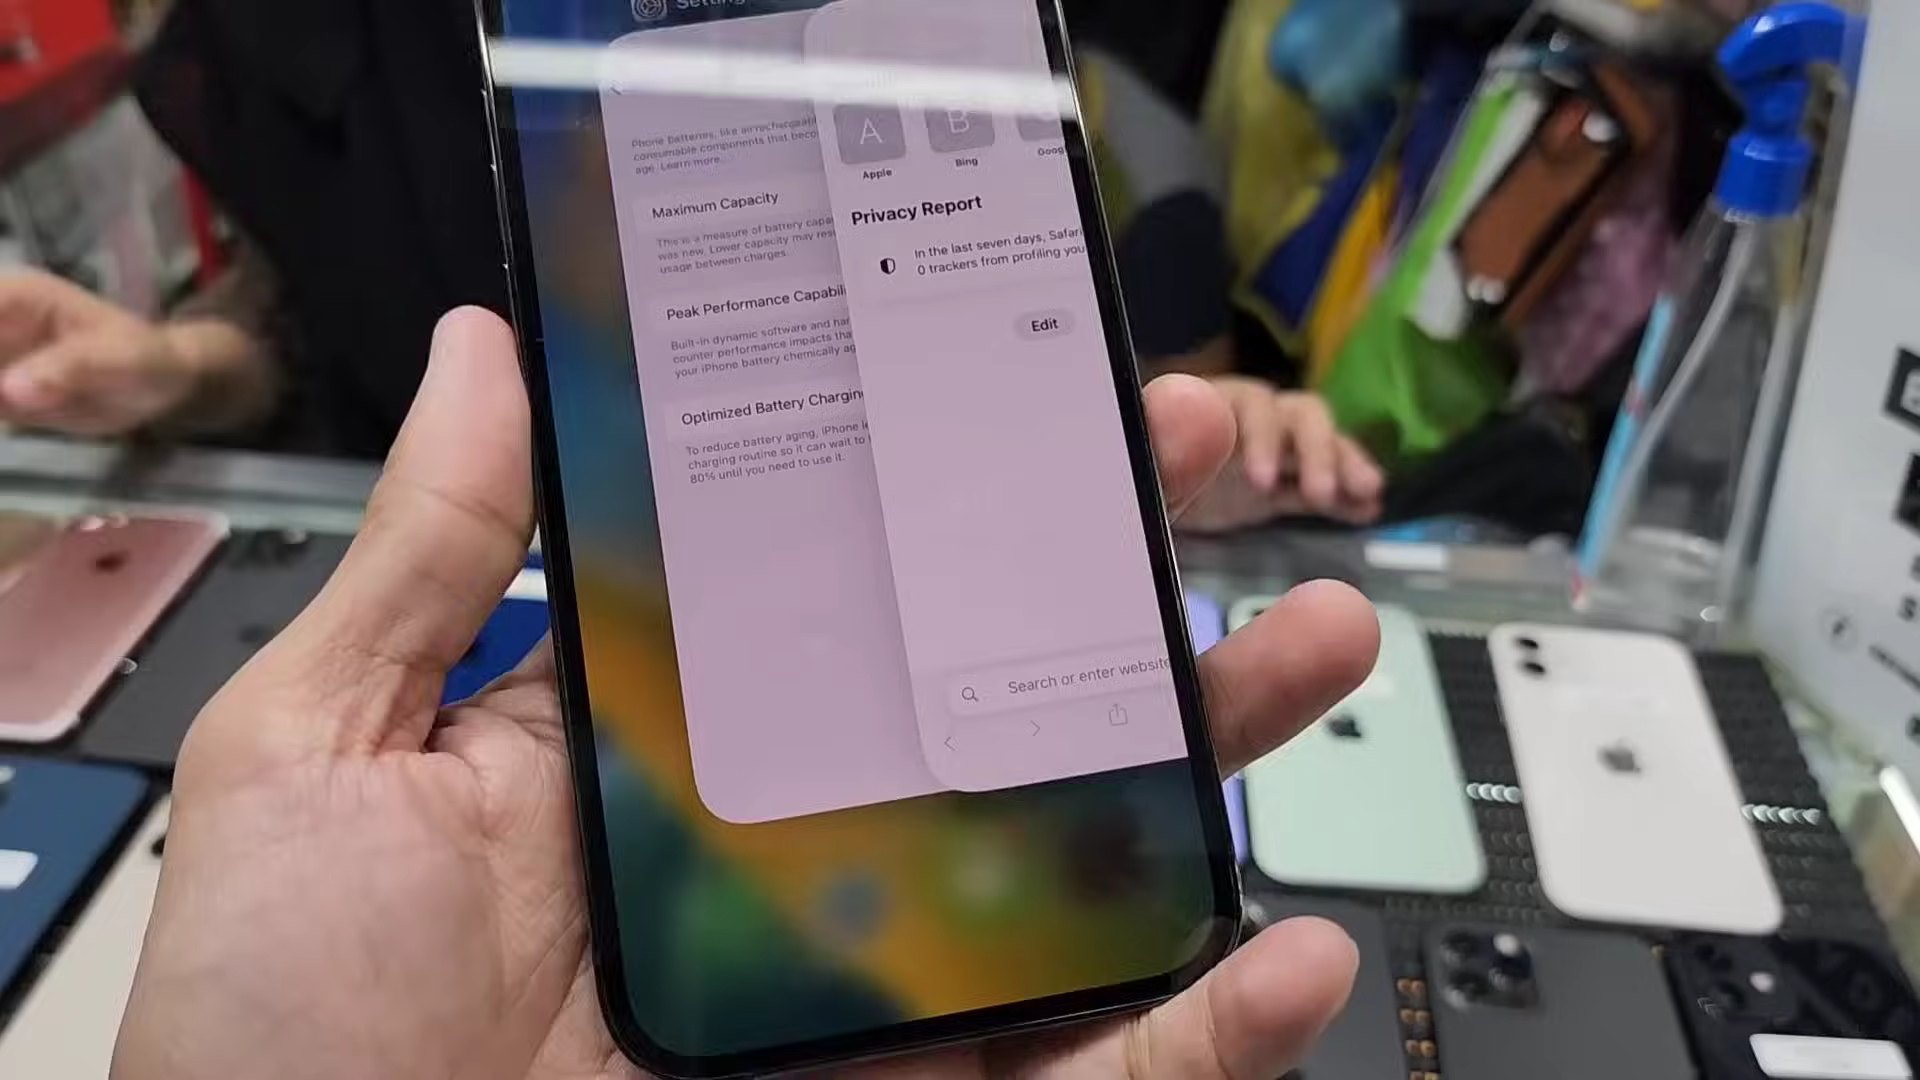 Phone batteries, like all rechargeable
consumable components that beco
age. Learn more...
Maximum Capacity
This is a measure of battery capa
was new. Lower capacity may res
usage between charges.
Peak Performance Capabili
Built-in dynamic software and har
counter performance impacts tha
your iPhone battery chemically ag
Optimized Battery Charging
To reduce battery aging, iPhone le
charging routine so it can wait to
80% until you need to use it.
A
B
Apple
Bing
Goog
Privacy Report
In the last seven days, Safari
0 trackers from profiling you
Edit
Search or enter website